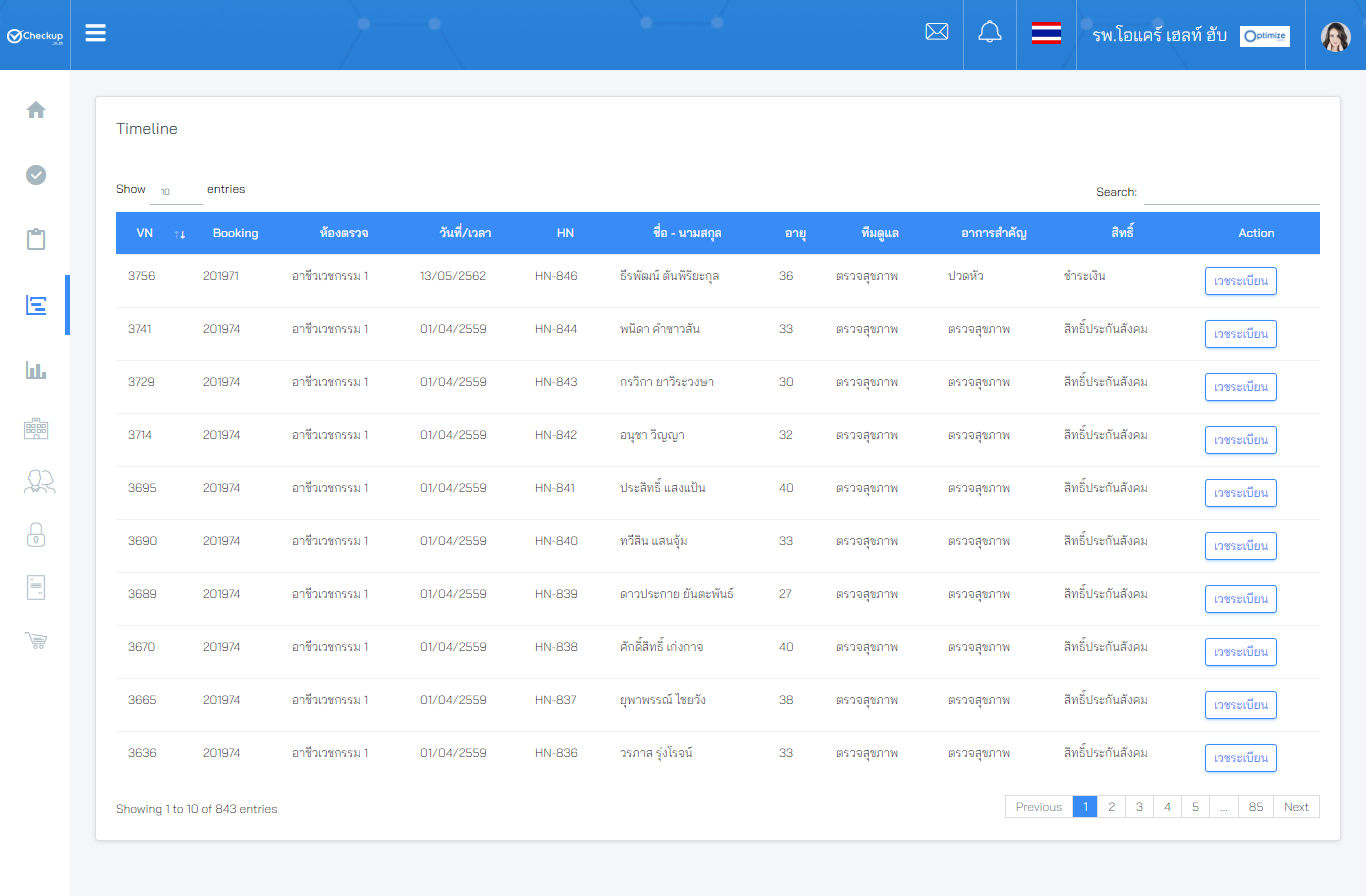 Checkup
รพ.โอแคร์ เฮลท์ ฮับ Optimize
Timeline
Show 10 entries
Search:
VN Booking ห้องตรวจ วันที่/เวลา HN ชื่อ - นามสกุล อายุ ทีมดูแล อาการสำคัญ สิทธิ์ Action
3756 201971 อาชีวเวชกรรม 1 13/05/2562 HN-846 ธีรพัฒน์ ตันพิริยะกุล 36 ตรวจสุขภาพ ปวดหัว ชำระเงิน เวชระเบียน
3741 201974 อาชีวเวชกรรม 1 01/04/2559 HN-844 พนิดา คำซาวสัน 33 ตรวจสุขภาพ ตรวจสุขภาพ สิทธิ์ประกันสังคม เวชระเบียน
3729 201974 อาชีวเวชกรรม 1 01/04/2559 HN-843 กรวิกา ยาวิระวงษา 30 ตรวจสุขภาพ ตรวจสุขภาพ สิทธิ์ประกันสังคม เวชระเบียน
3714 201974 อาชีวเวชกรรม 1 01/04/2559 HN-842 อนุชา วิญญา 32 ตรวจสุขภาพ ตรวจสุขภาพ สิทธิ์ประกันสังคม เวชระเบียน
3695 201974 อาชีวเวชกรรม 1 01/04/2559 HN-841 ประสิทธิ์ แสงแป้น 40 ตรวจสุขภาพ ตรวจสุขภาพ สิทธิ์ประกันสังคม เวชระเบียน
3690 201974 อาชีวเวชกรรม 1 01/04/2559 HN-840 ทวีสิน แสนจุ้ม 33 ตรวจสุขภาพ ตรวจสุขภาพ สิทธิ์ประกันสังคม เวชระเบียน
3689 201974 อาชีวเวชกรรม 1 01/04/2559 HN-839 ดาวประกาย ยันตะพันธ์ 27 ตรวจสุขภาพ ตรวจสุขภาพ สิทธิ์ประกันสังคม เวชระเบียน
3670 201974 อาชีวเวชกรรม 1 01/04/2559 HN-838 ศักดิ์สิทธิ์ เก่งกาจ 40 ตรวจสุขภาพ ตรวจสุขภาพ สิทธิ์ประกันสังคม เวชระเบียน
3665 201974 อาชีวเวชกรรม 1 01/04/2559 HN-837 ยุพาพรรณ์ ไชยวัง 38 ตรวจสุขภาพ ตรวจสุขภาพ สิทธิ์ประกันสังคม เวชระเบียน
3636 201974 อาชีวเวชกรรม 1 01/04/2559 HN-836 วรภาส รุ่งโรจน์ 33 ตรวจสุขภาพ ตรวจสุขภาพ สิทธิ์ประกันสังคม เวชระเบียน
Showing 1 to 10 of 843 entries
Previous 1 2 3 4 5 ... 85 Next